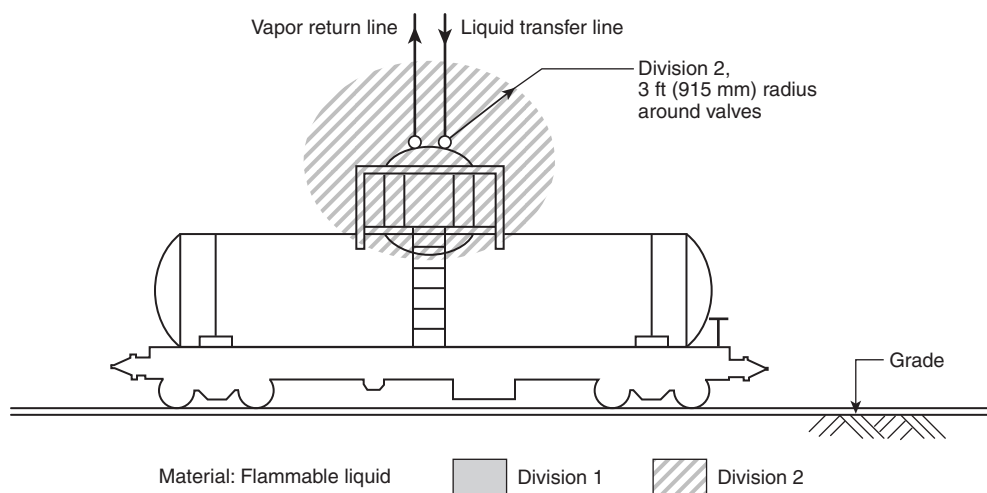 Vapor return line
Liquid transfer line
Division 2,
3 ft (915 mm) radius
around valves
Grade
Material: Flammable liquid
Division 1
Division 2